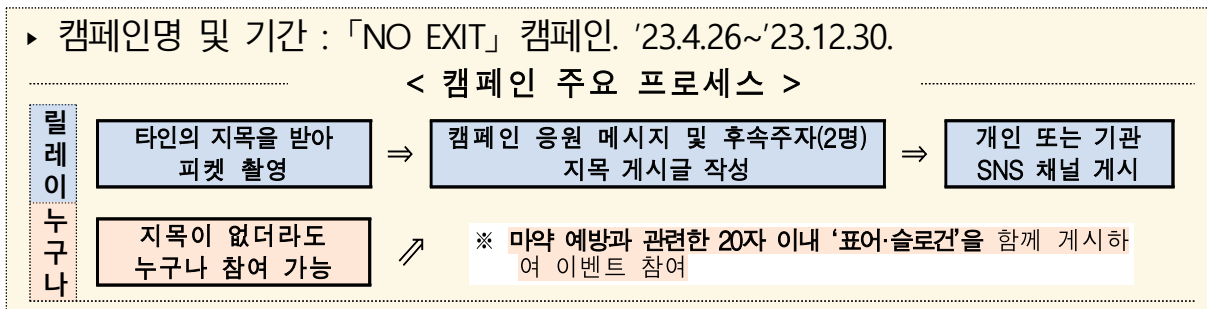 ▸ 캠페인명 및 기간 : 「NO EXIT」 캠페인. '23.4.26~'23.12.30.
< 캠페인 주요 프로세스 >
릴레이
타인의 지목을 받아
피켓 촬영
⇒
캠페인 응원 메시지 및 후속주자(2명)
지목 게시글 작성
⇒
개인 또는 기관
SNS 채널 게시
누구나
지목이 없더라도
누구나 참여 가능
⇗
※ 마약 예방과 관련한 20자 이내 '표어·슬로건'을 함께 게시하
여 이벤트 참여